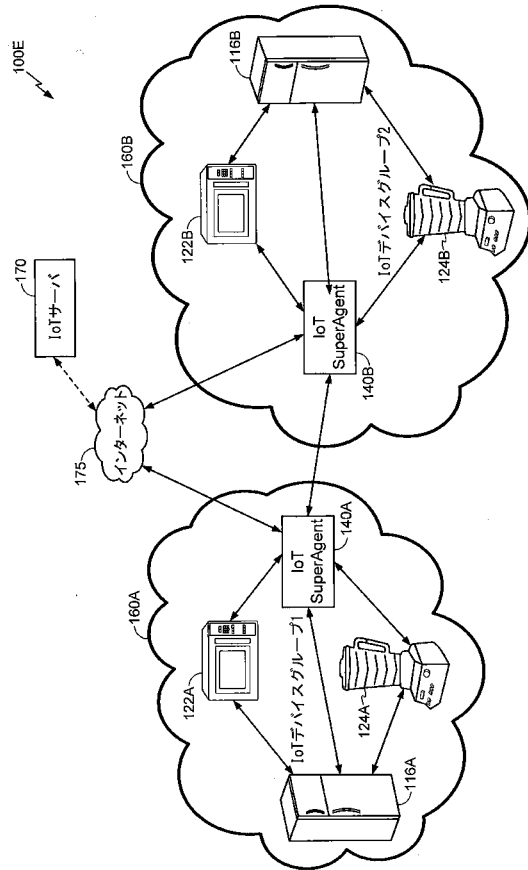 100E
170
IoTサーバ
175
インターネット
160A
122A
IoTデバイスグループ1
116A
124A
IoT
SuperAgent
140A
160B
122B
116B
IoTデバイスグループ2
124B
IoT
SuperAgent
140B